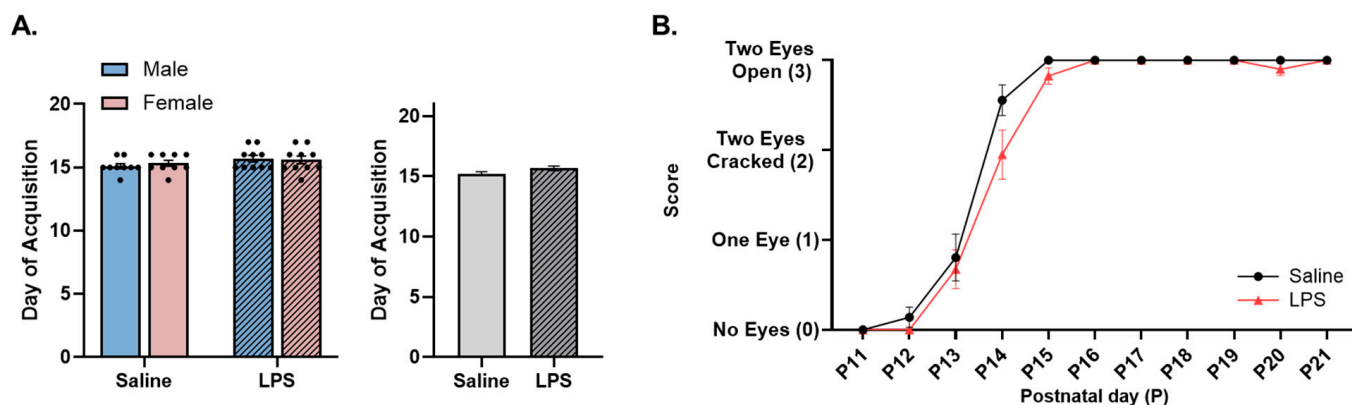 A.
Male
Female
Day of Acquisition
20
15
10
5
0
Saline
LPS
Day of Acquisition
20
15
10
5
0
Saline
LPS
B.
Score
Two Eyes
Open (3)
Two Eyes
Cracked (2)
One Eye (1)
No Eyes (0)
Saline
LPS
P11
P12
P13
P14
P15
P16
P17
P18
P19
P20
P21
Postnatal day (P)